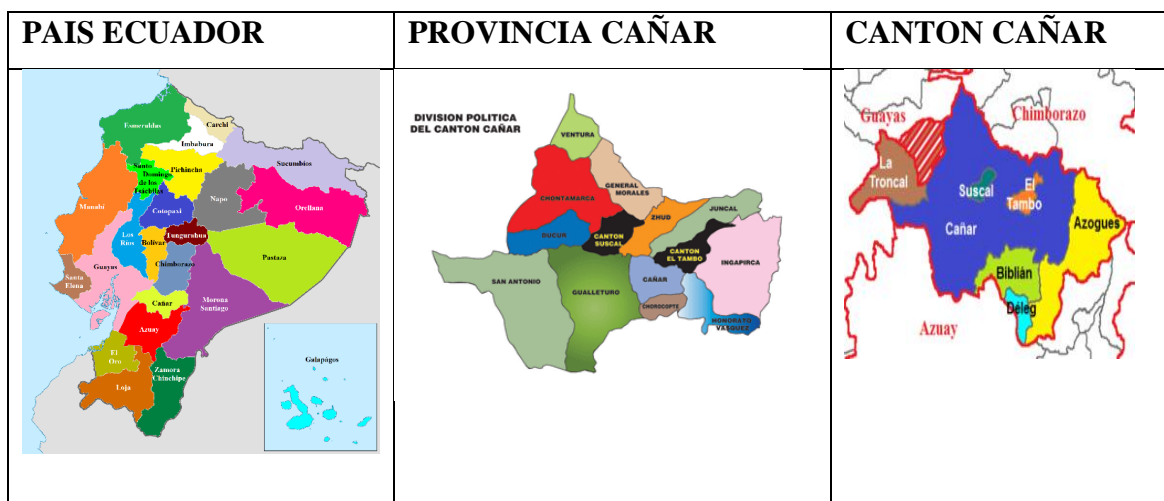 PAIS ECUADOR
PROVINCIA CAÑAR
CANTON CAÑAR
Esmeraldas
Carchi
Imbabura
Sucumbios
Santo
Domingo
de los
Tsáchilas
Pichincha
Manabí
Napo
Orellana
Cotopaxi
Los
Ríos
Bolívar
Tungurahua
Pastaza
Guayas
Chimborazo
Santa
Elena
Morona
Santiago
Cañar
Azuay
El
Oro
Zamora
Chinchipe
Loja
Galapágos
DIVISION POLITICA
DEL CANTON CAÑAR
VENTURA
CHONTAMARCA
GENERAL
MORALES
ZHUD
JUNCAL
DUCUR
CANTON
SUSCAL
CANTON
EL TAMBO
INGAPIRCA
SAN ANTONIO
GUALLETURO
CAÑAR
CHOROCOPTE
HONORATO
VASQUEZ
Guayas
Chimborazo
La
Troncal
Suscal
El
Tambo
Cañar
Azogues
Biblián
Déleg
Azuay